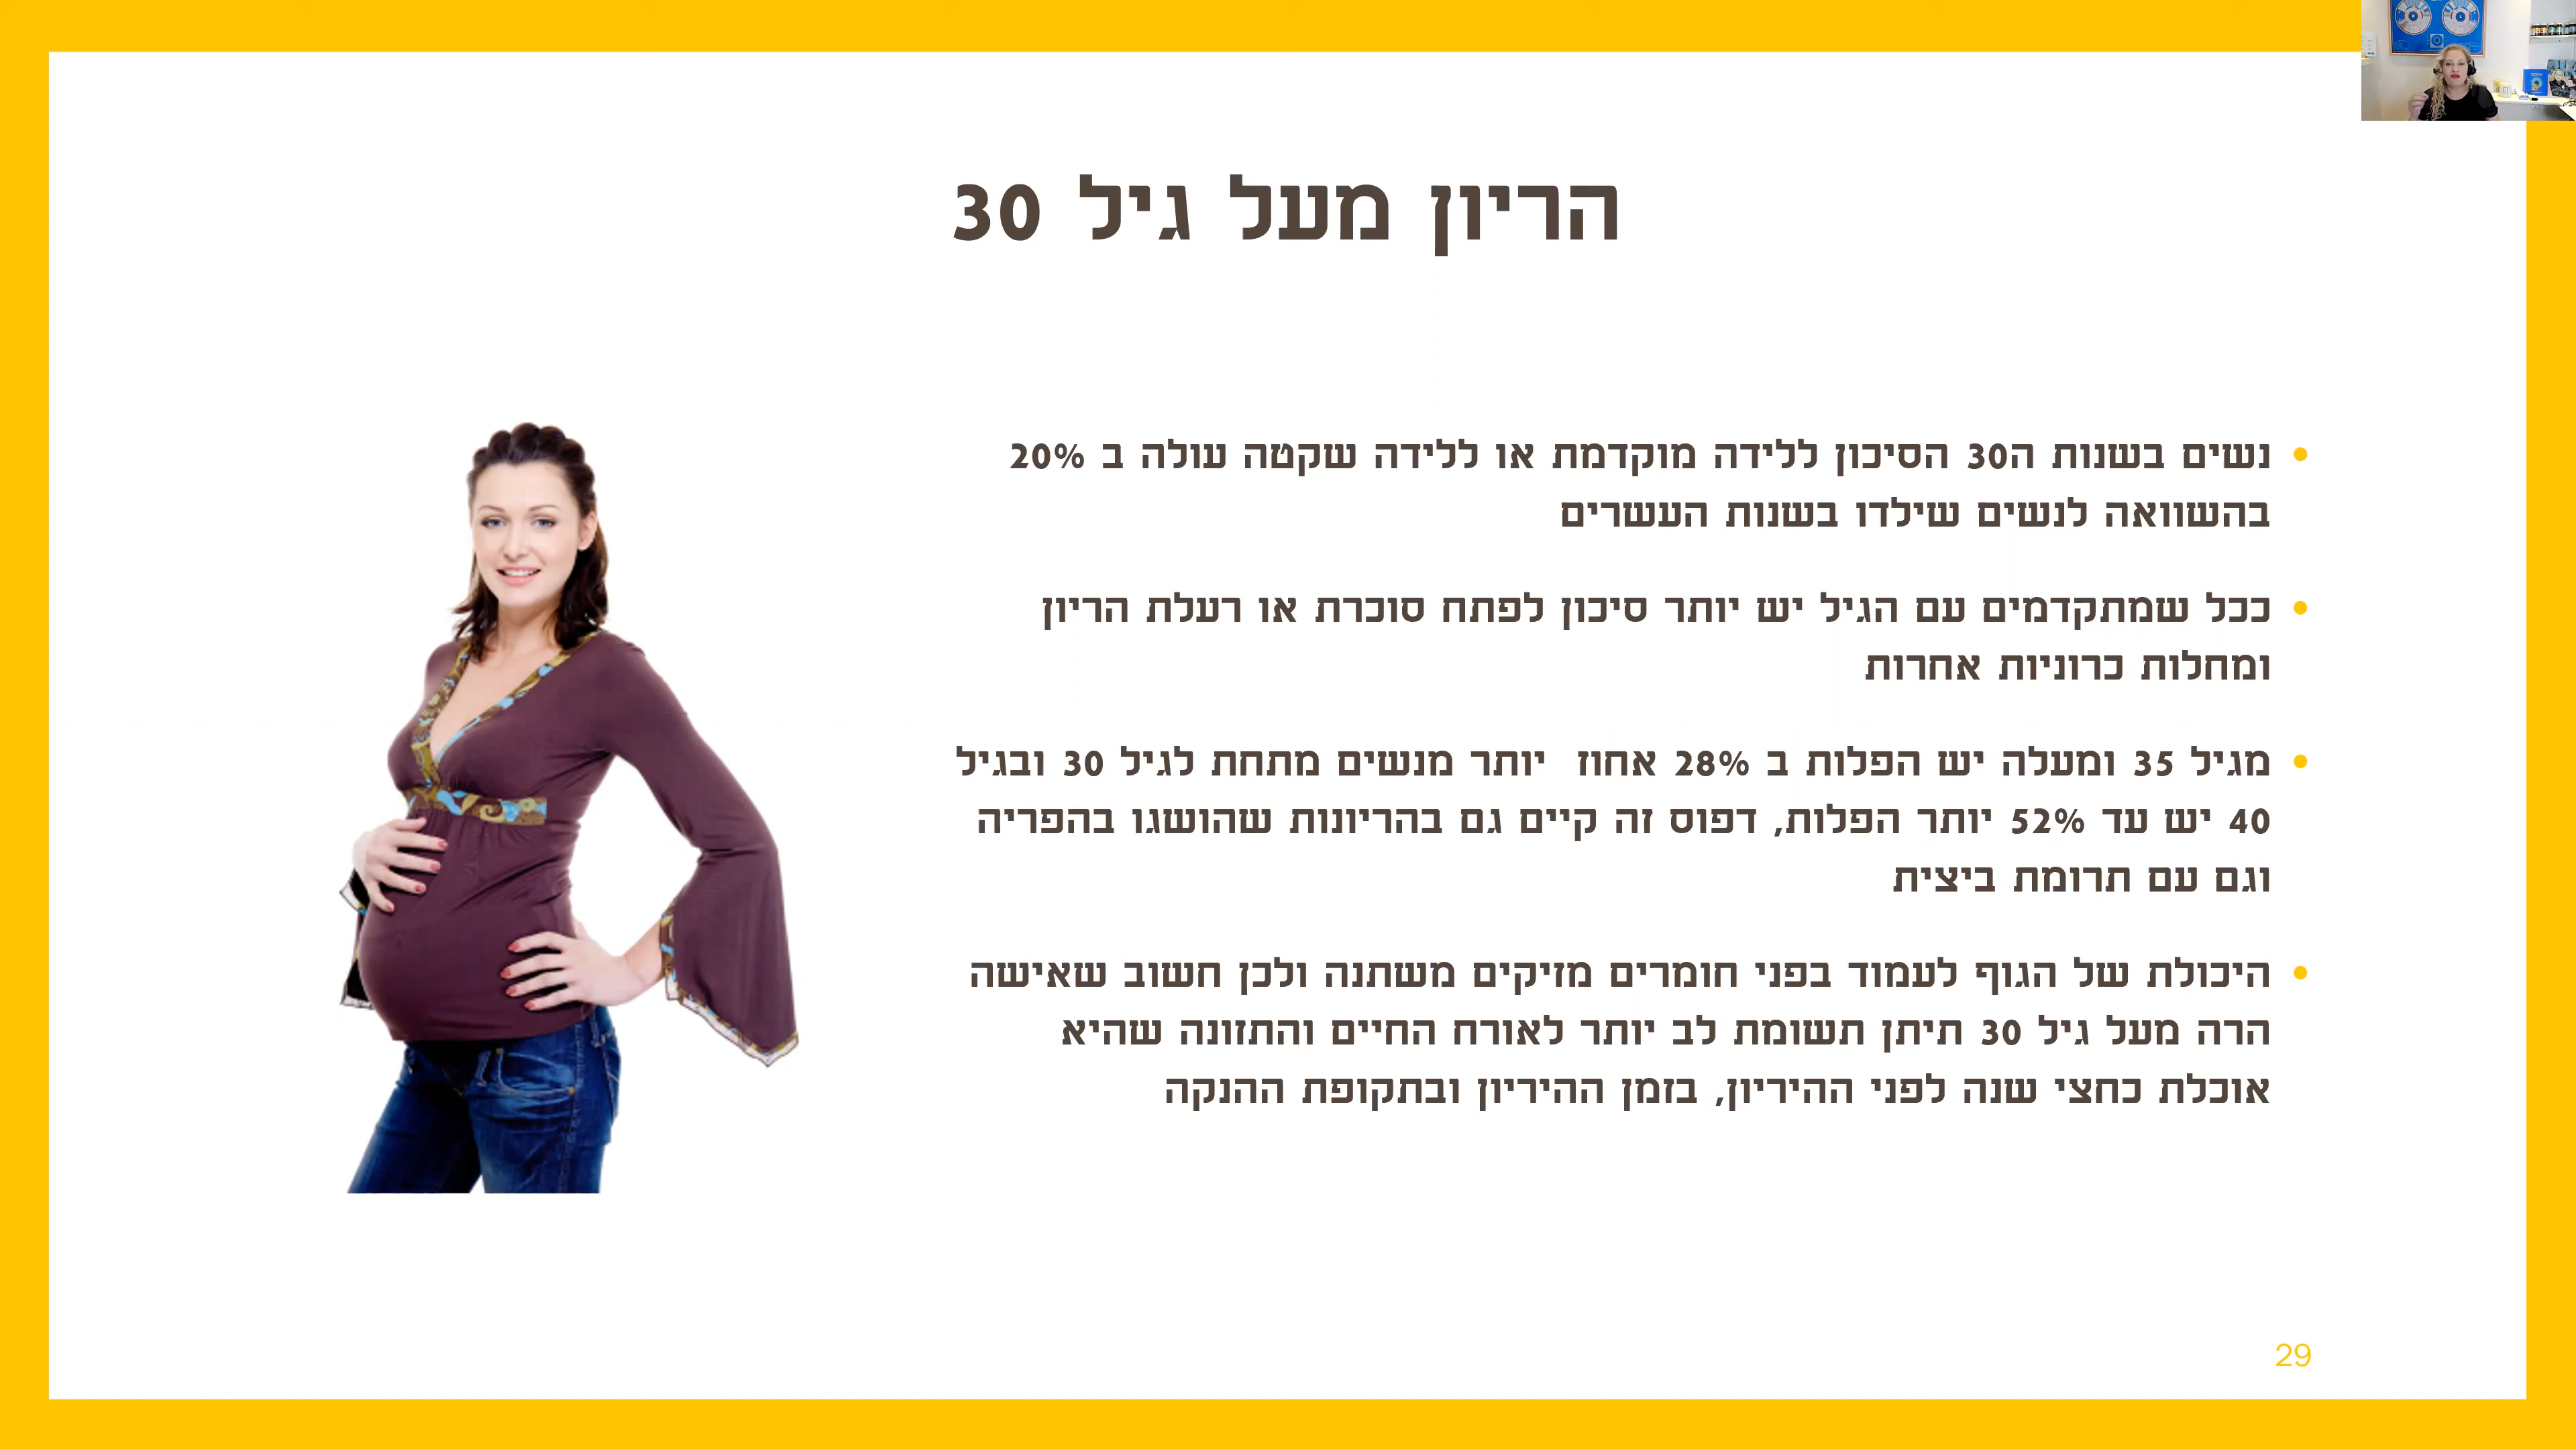 הריון מעל גיל 30
נשים בשנות ה30 הסיכון ללידה מוקדמת או ללידה שקטה עולה ב 20%
בהשוואה לנשים שילדו בשנות העשרים
ככל שמתקדמים עם הגיל יש יותר סיכון לפתח סוכרת או רעלת הריון
ומחלות כרוניות אחרות
מגיל 35 ומעלה יש הפלות ב 28% אחוז  יותר מנשים מתחת לגיל 30 ובגיל
40 יש עד 52% יותר הפלות, דפוס זה קיים גם בהריונות שהושגו בהפריה
וגם עם תרומת ביצית
היכולת של הגוף לעמוד בפני חומרים מזיקים משתנה ולכן חשוב שאישה
הרה מעל גיל 30 תיתן תשומת לב יותר לאורח החיים והתזונה שהיא
אוכלת כחצי שנה לפני ההיריון, בזמן ההיריון ובתקופת ההנקה
29